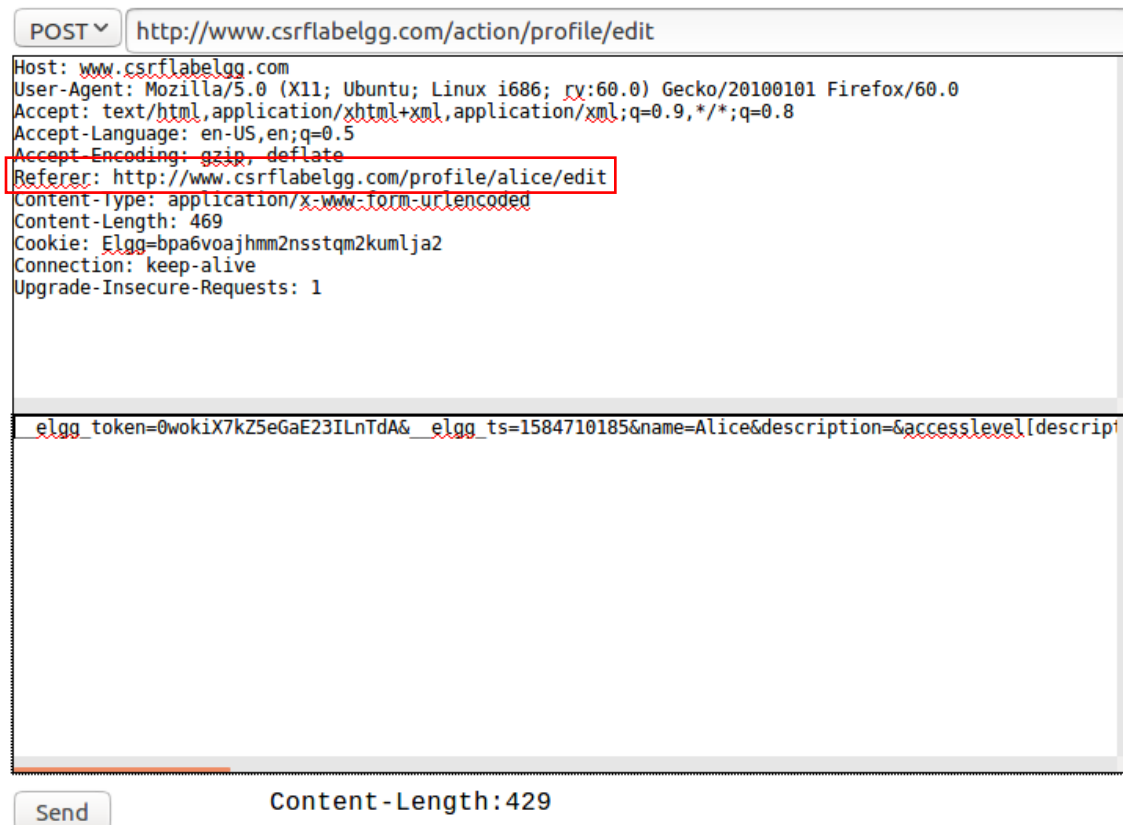 POST http://www.csrflabelgg.com/action/profile/edit
Host: www.csrflabelgg.com
User-Agent: Mozilla/5.0 (X11; Ubuntu; Linux i686; rv:60.0) Gecko/20100101 Firefox/60.0
Accept: text/html,application/xhtml+xml,application/xml;q=0.9,*/*;q=0.8
Accept-Language: en-US,en;q=0.5
Accept-Encoding: gzip, deflate
Referer: http://www.csrflabelgg.com/profile/alice/edit
Content-Type: application/x-www-form-urlencoded
Content-Length: 469
Cookie: Elgg=bpa6voajhmm2nsstqm2kumlja2
Connection: keep-alive
Upgrade-Insecure-Requests: 1
__elgg_token=0wokiX7kZ5eGaE23ILnTdA&__elgg_ts=1584710185&name=Alice&description=&accesslevel[descript
Send Content-Length:429